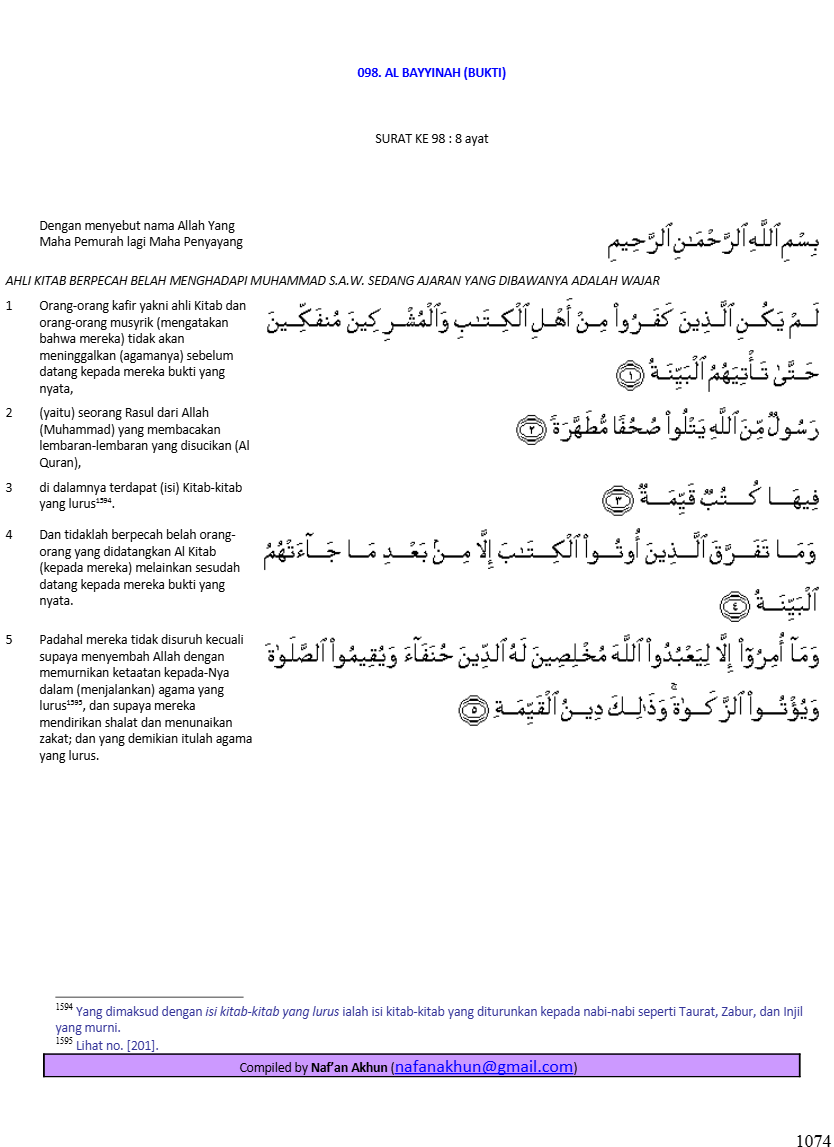 098. AL BAYYINAH (BUKTI)
SURAT KE 98 : 8 ayat
Dengan menyebut nama Allah Yang
Maha Pemurah lagi Maha Penyayang
بِسْمِ ٱللَّهِ ٱلرَّحْمَـٰنِ ٱلرَّحِيمِ
AHLI KITAB BERPECAH BELAH MENGHADAPI MUHAMMAD S.A.W. SEDANG AJARAN YANG DIBAWANYA ADALAH WAJAR
1 Orang-orang kafir yakni ahli Kitab dan
orang-orang musyrik (mengatakan
bahwa mereka) tidak akan
meninggalkan (agamanya) sebelum
datang kepada mereka bukti yang
nyata,
لَمْ يَكُنِ ٱلَّذِينَ كَفَرُوا۟ مِنْ أَهْلِ ٱلْكِتَـٰبِ وَٱلْمُشْرِكِينَ مُنفَكِّينَ
حَتَّىٰ تَأْتِيَهُمُ ٱلْبَيِّنَةُ ١
2 (yaitu) seorang Rasul dari Allah
(Muhammad) yang membacakan
lembaran-lembaran yang disucikan (Al
Quran),
رَسُولٌ مِّنَ ٱللَّهِ يَتْلُوا۟ صُحُفًا مُّطَهَّرَةً ٢
3 di dalamnya terdapat (isi) Kitab-kitab
yang lurus1594.
فِيهَا كُتُبٌ قَيِّمَةٌ ٣
4 Dan tidaklah berpecah belah orang-
orang yang didatangkan Al Kitab
(kepada mereka) melainkan sesudah
datang kepada mereka bukti yang
nyata.
وَمَا تَفَرَّقَ ٱلَّذِينَ أُوتُوا۟ ٱلْكِتَـٰبَ إِلَّا مِنۢ بَعْدِ مَا جَآءَتْهُمُ
ٱلْبَيِّنَةُ ٤
5 Padahal mereka tidak disuruh kecuali
supaya menyembah Allah dengan
memurnikan ketaatan kepada-Nya
dalam (menjalankan) agama yang
lurus1595, dan supaya mereka
mendirikan shalat dan menunaikan
zakat; dan yang demikian itulah agama
yang lurus.
وَمَآ أُمِرُوٓا۟ إِلَّا لِيَعْبُدُوا۟ ٱللَّهَ مُخْلِصِينَ لَهُ ٱلدِّينَ حُنَفَآءَ وَيُقِيمُوا۟ ٱلصَّلَوٰةَ
وَيُؤْتُوا۟ ٱلزَّكَوٰةَ ۚ وَذَٰلِكَ دِينُ ٱلْقَيِّمَةِ ٥
1594 Yang dimaksud dengan isi kitab-kitab yang lurus ialah isi kitab-kitab yang diturunkan kepada nabi-nabi seperti Taurat, Zabur, dan Injil
yang murni.
1595 Lihat no. [201].
Compiled by Naf'an Akhun (nafanakhun@gmail.com)
1074